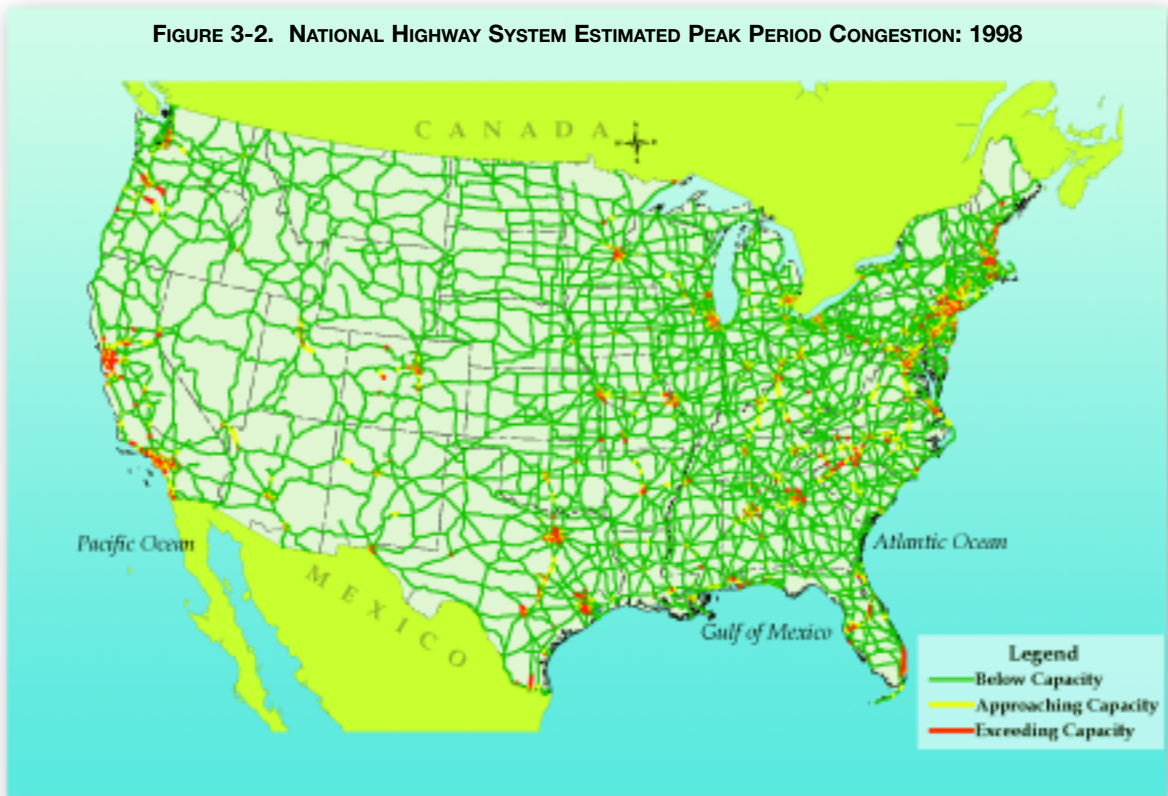 FIGURE 3-2. NATIONAL HIGHWAY SYSTEM ESTIMATED PEAK PERIOD CONGESTION: 1998
CANADA
Pacific Ocean
Atlantic Ocean
MEXICO
Gulf of Mexico
Legend
Below Capacity
Approaching Capacity
Exceeding Capacity